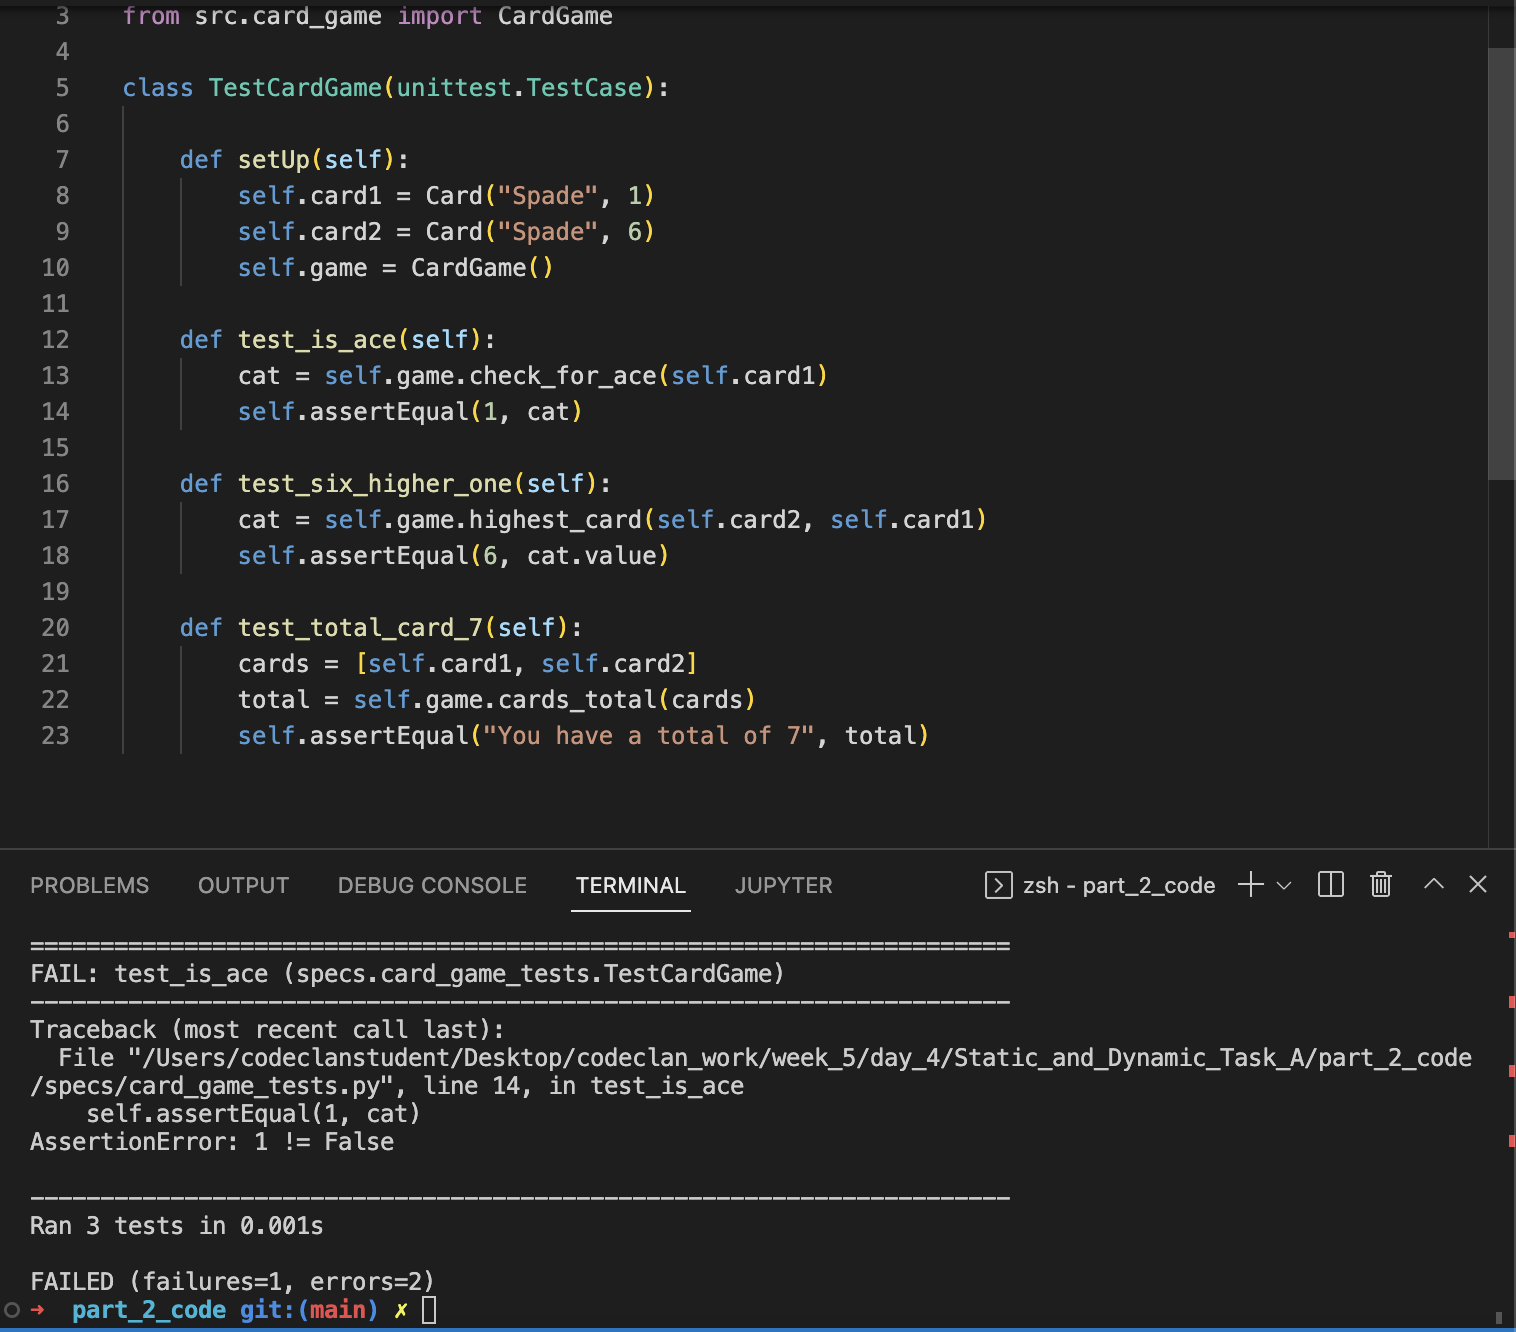 3 from src.card_game import CardGame
4
5 class TestCardGame(unittest.TestCase):
6
7     def setUp(self):
8         self.card1 = Card("Spade", 1)
9         self.card2 = Card("Spade", 6)
10         self.game = CardGame()
11
12     def test_is_ace(self):
13         cat = self.game.check_for_ace(self.card1)
14         self.assertEqual(1, cat)
15
16     def test_six_higher_one(self):
17         cat = self.game.highest_card(self.card2, self.card1)
18         self.assertEqual(6, cat.value)
19
20     def test_total_card_7(self):
21         cards = [self.card1, self.card2]
22         total = self.game.cards_total(cards)
23         self.assertEqual("You have a total of 7", total)
PROBLEMS OUTPUT DEBUG CONSOLE TERMINAL JUPYTER zsh - part_2_code
======================================================================
FAIL: test_is_ace (specs.card_game_tests.TestCardGame)
----------------------------------------------------------------------
Traceback (most recent call last):
  File "/Users/codeclanstudent/Desktop/codeclan_work/week_5/day_4/Static_and_Dynamic_Task_A/part_2_code
/specs/card_game_tests.py", line 14, in test_is_ace
    self.assertEqual(1, cat)
AssertionError: 1 != False
----------------------------------------------------------------------
Ran 3 tests in 0.001s
FAILED (failures=1, errors=2)
➜  part_2_code git:(main) ✗